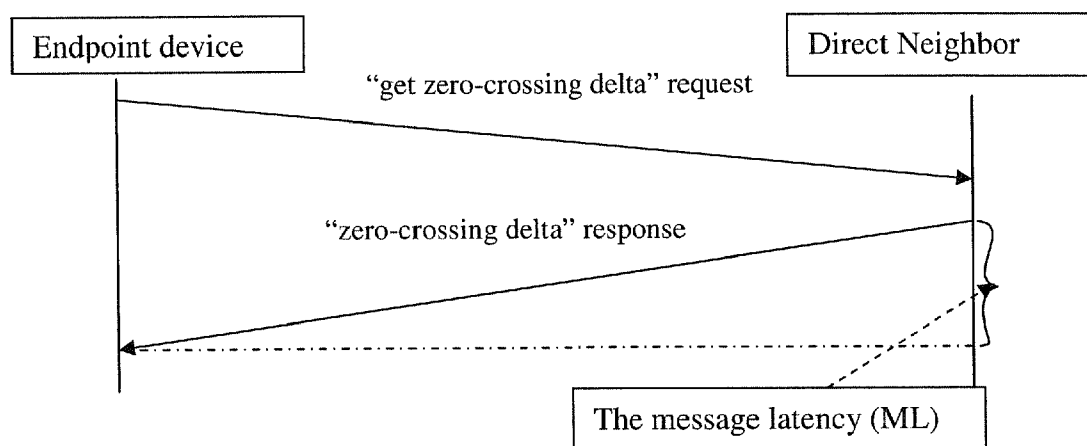 Endpoint device
Direct Neighbor
“get zero-crossing delta” request
“zero-crossing delta” response
The message latency (ML)